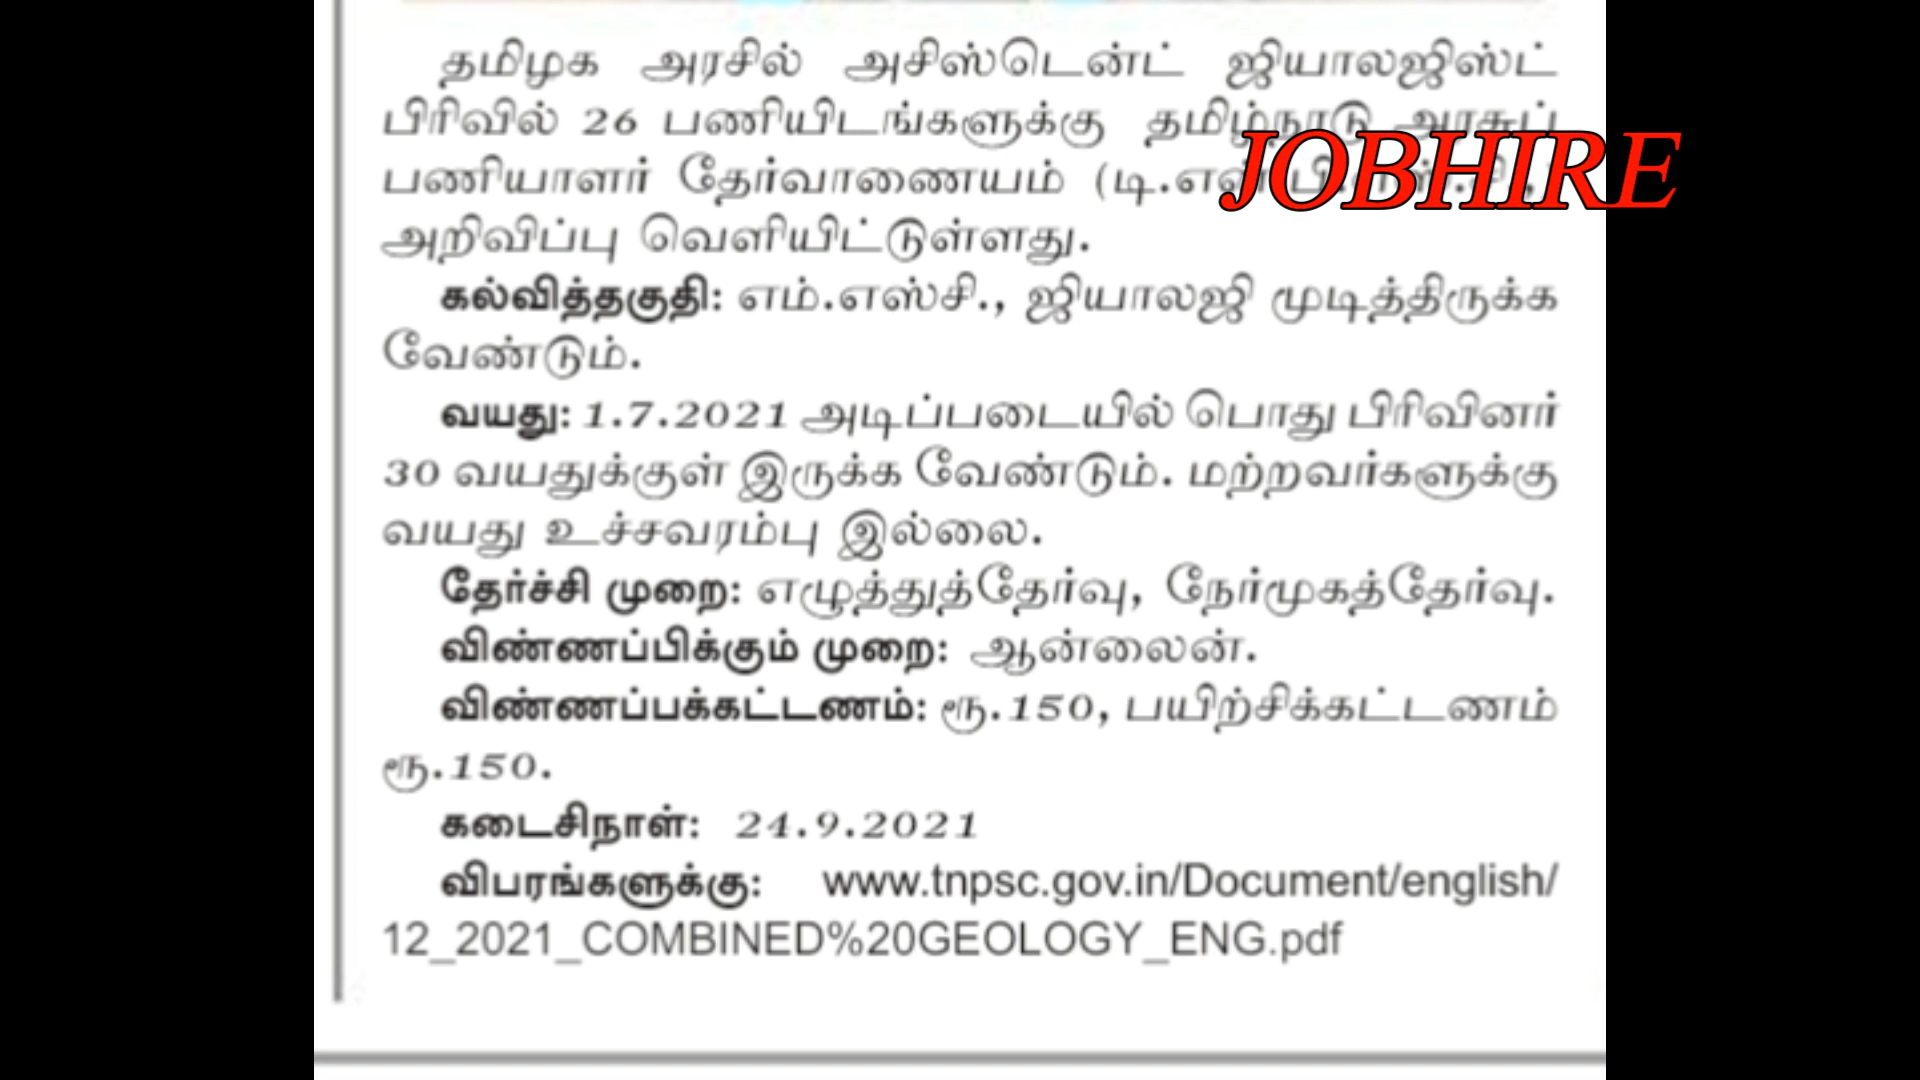 தமிழக அரசில் அசிஸ்டென்ட் ஜியாலஜிஸ்ட்
பிரிவில் 26 பணியிடங்களுக்கு தமிழ்நாடு அரசுப்
JOBHIRE
பணியாளர் தேர்வாணையம்
அறிவிப்பு வெளியிட்டுள்ளது.
கல்வித்தகுதி: எம்.எஸ்சி., ஜியாலஜி முடித்திருக்க
வேண்டும்.
வயது: 1.7.2021 அடிப்படையில் பொது பிரிவினர்
30 வயதுக்குள் இருக்க வேண்டும். மற்றவர்களுக்கு
வயது உச்சவரம்பு இல்லை.
தேர்ச்சி முறை: எழுத்துத்தேர்வு, நேர்முகத்தேர்வு.
விண்ணப்பிக்கும் முறை: ஆன்லைன்.
விண்ணப்பக்கட்டணம்: ரூ.150, பயிற்சிக்கட்டணம்
ரூ.150.
கடைசிநாள்: 24.9.2021
விபரங்களுக்கு: www.tnpsc.gov.in/Document/english/
12_2021_COMBINED%20GEOLOGY_ENG.pdf